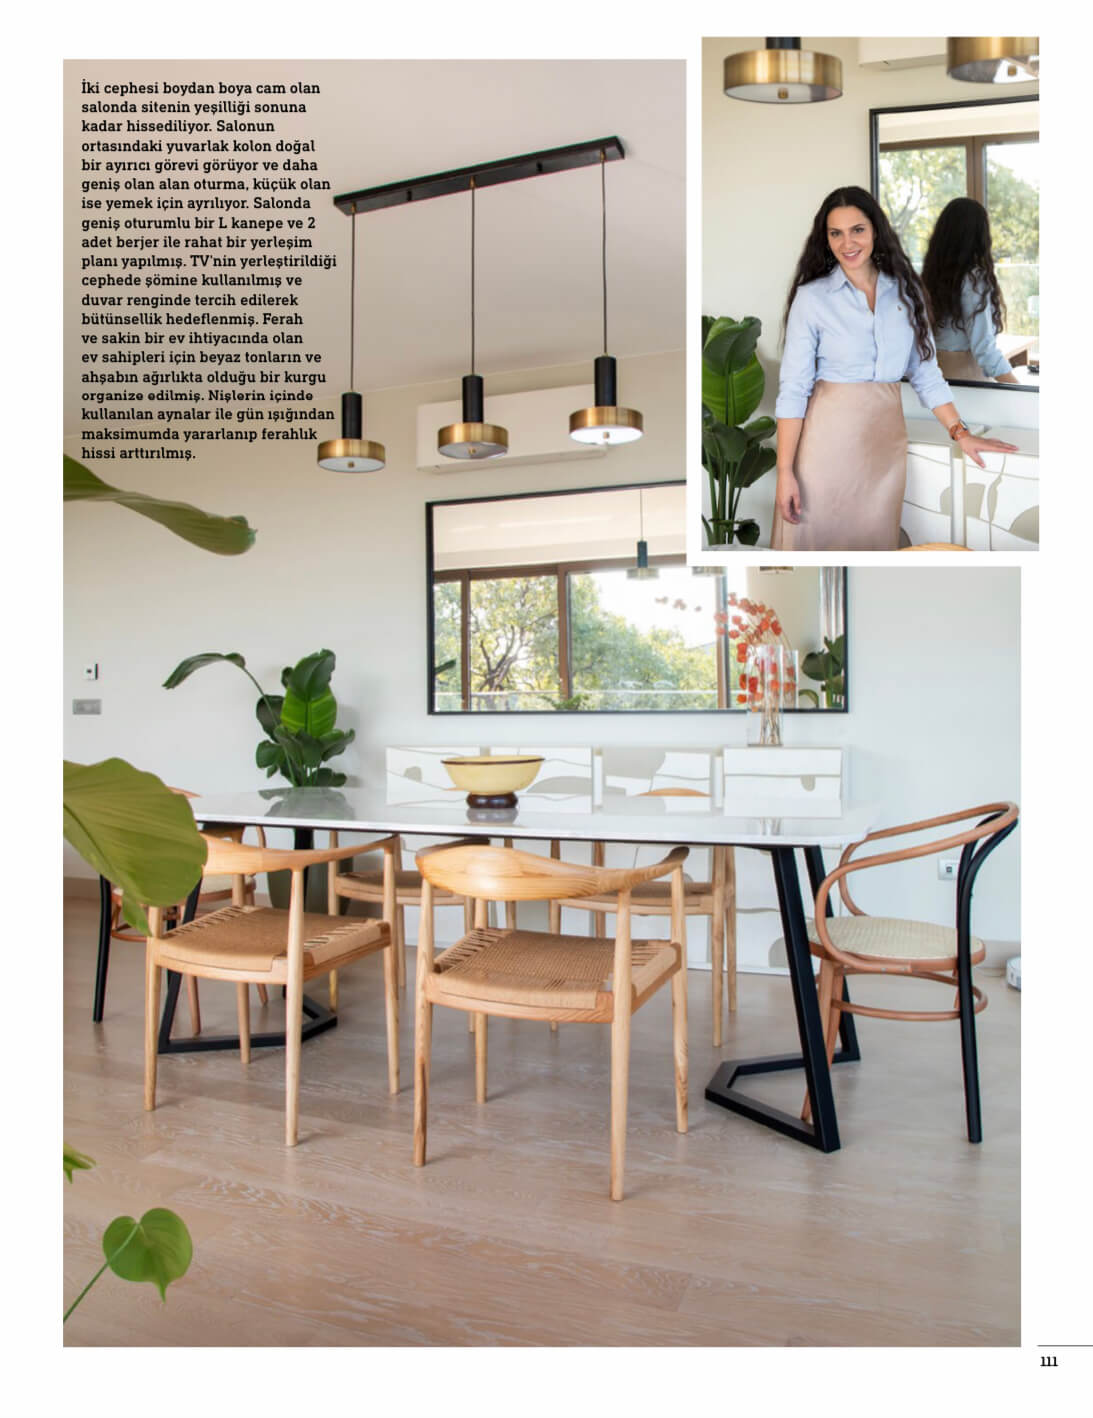 İki cephesi boydan boya cam olan
salonda sitenin yeşilliği sonuna
kadar hissediliyor. Salonun
ortasındaki yuvarlak kolon doğal
bir ayırıcı görevi görüyor ve daha
geniş olan alan oturma, küçük olan
ise yemek için ayrılıyor. Salonda
geniş oturumlu bir L kanepe ve 2
adet berjer ile rahat bir yerleşim
planı yapılmış. TV'nin yerleştirildiği
cephede şömine kullanılmış ve
duvar renginde tercih edilerek
bütünsellik hedeflenmiş. Ferah
ve sakin bir ev ihtiyacında olan
ev sahipleri için beyaz tonların ve
ahşabın ağırlıkta olduğu bir kurgu
organize edilmiş. Nişlerin içinde
kullanılan aynalar ile gün ışığından
maksimumda yararlanıp ferahlık
hissi arttırılmış.
111